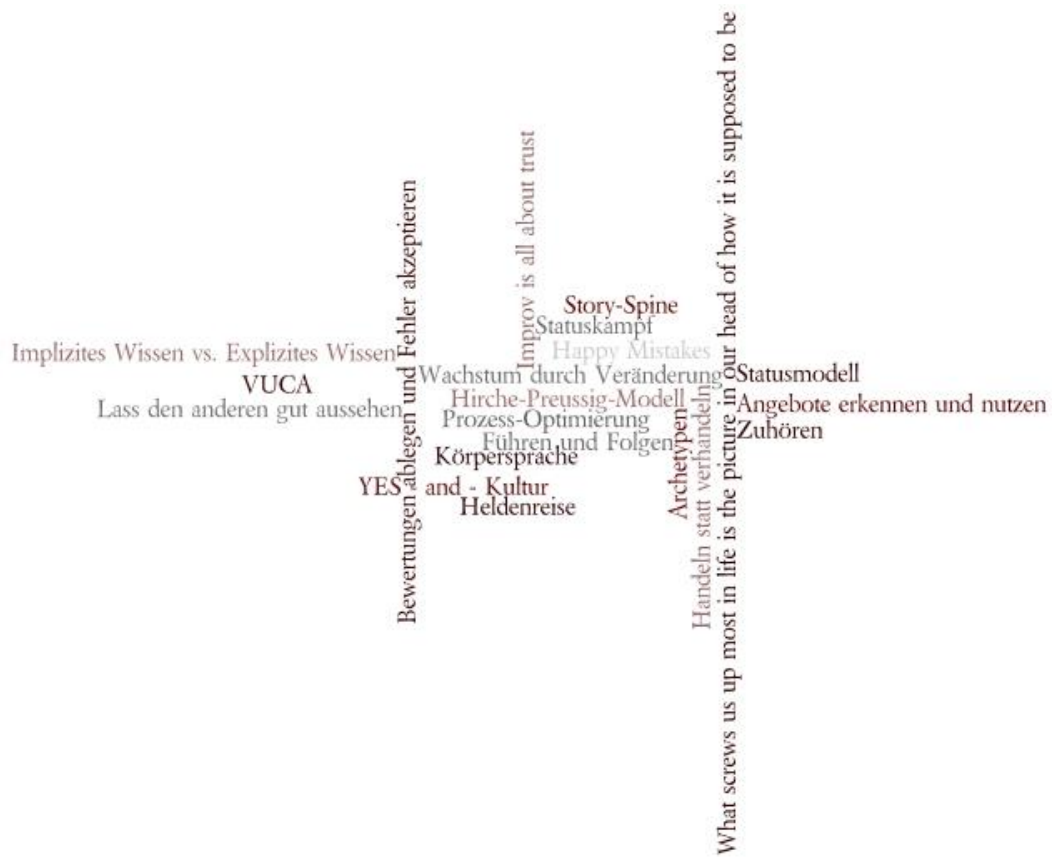 What screws us up most in life is the picture in our head of how it is supposed to be
Improv is all about trust
Bewertungen ablegen und Fehler akzeptieren
Story-Spine
Statuskampf
Happy Mistakes
Implizites Wissen vs. Explizites Wissen
Wachstum durch Veränderung
Statusmodell
VUCA
Hirche-Preussig-Modell
Angebote erkennen und nutzen
Lass den anderen gut aussehen
Prozess-Optimierung
Zuhören
Führen und Folgen
Körpersprache
Archetypen
Handeln statt verhandeln
YES - and - Kultur
Heldenreise